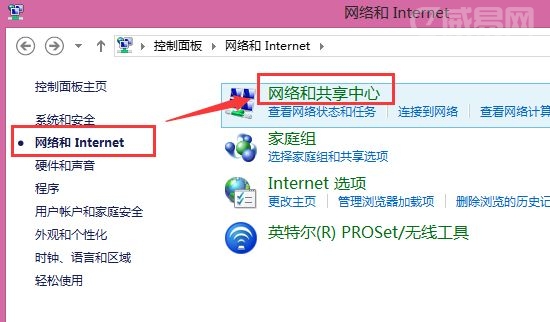 网络和 Internet
威易网
控制面板 ▸ 网络和 Internet ▸
控制面板主页
系统和安全
网络和 Internet
硬件和声音
程序
用户帐户和家庭安全
外观和个性化
时钟、语言和区域
轻松使用
网络和共享中心
查看网络状态和任务 连接到网络 查看网络计算
家庭组
选择家庭组和共享选项
Internet 选项
更改主页 管理浏览器加载项 删除浏览的历史记
英特尔(R) PROSet/无线工具